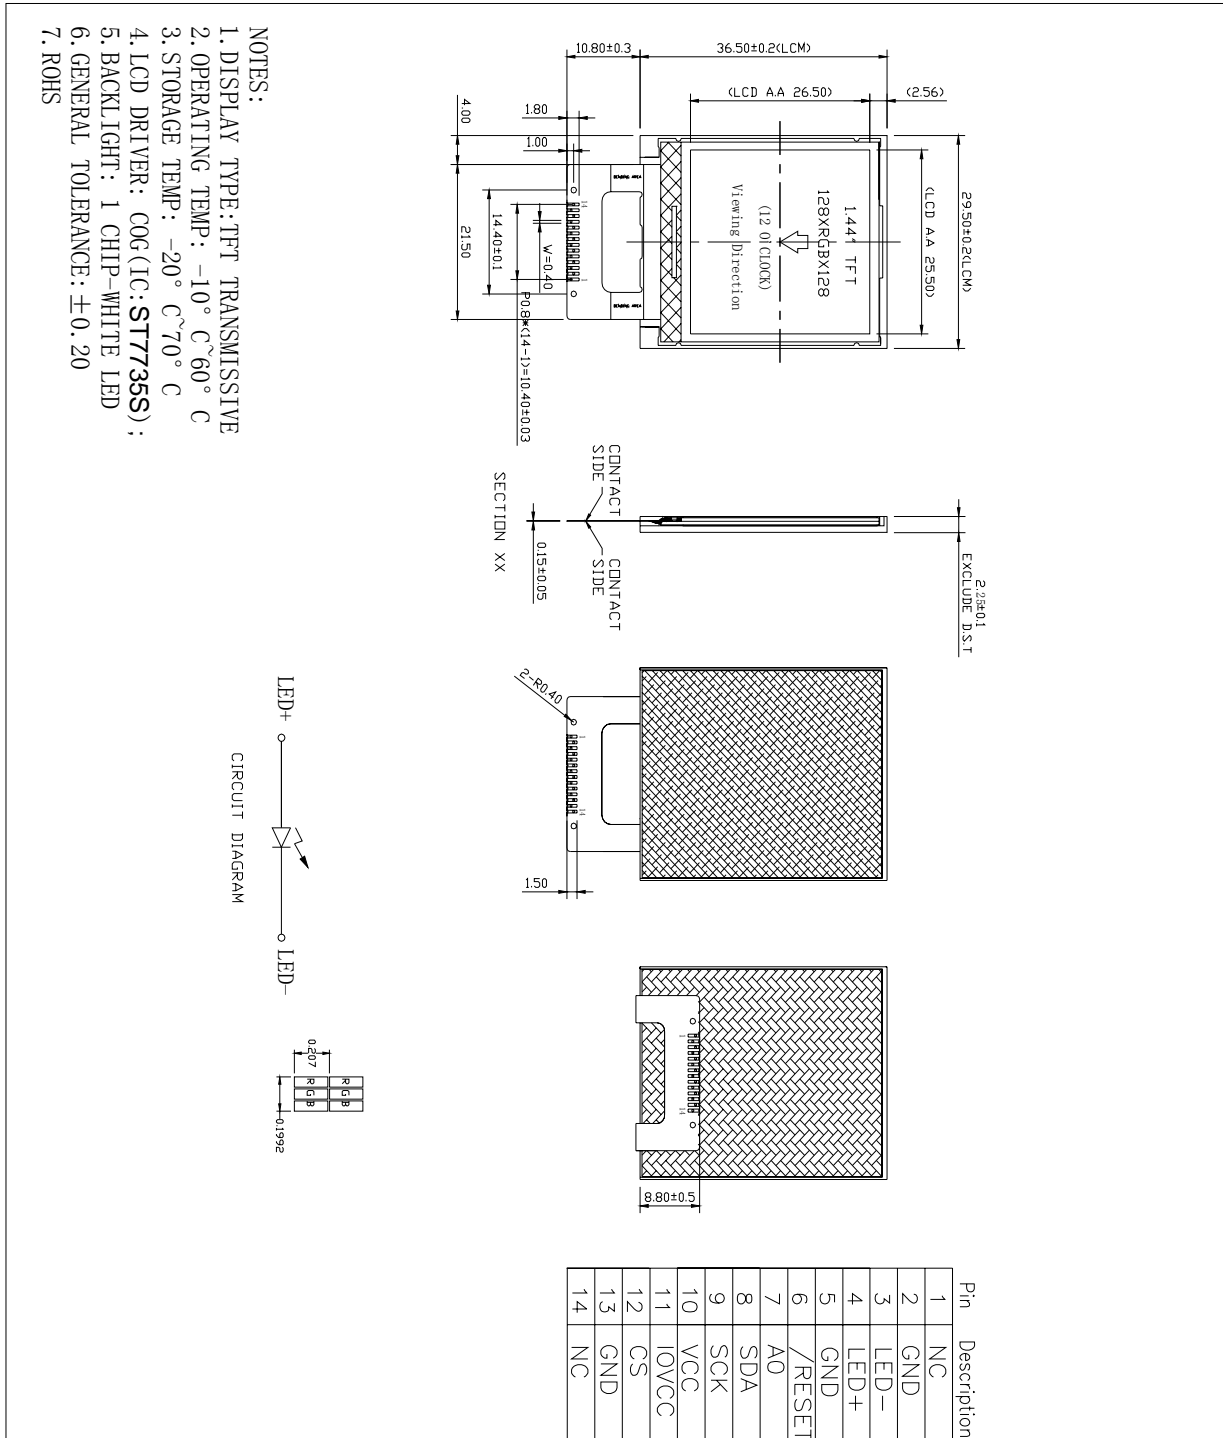 29.50±0.2(LCM)
(LCD A.A 25.50)
36.50±0.2(LCM)
10.80±0.3
(LCD A.A 26.50)
(2.56)
1.44" TFT
128XRGBX128
(12 O'CLOCK)
Viewing Direction
14
1
1.80
1.00
4.00
W=0.40
14.40±0.1
21.50
P0.8*(14-1)=10.40±0.03
2.25±0.1
EXCLUDE D.S.T
CONTACT
SIDE
CONTACT
SIDE
0.15±0.05
SECTION XX
2-R0.40
1
14
1.50
1
14
8.80±0.5
Pin Description
1 NC
2 GND
3 LED-
4 LED+
5 GND
6 /RESET
7 A0
8 SDA
9 SCK
10 VCC
11 IOVCC
12 CS
13 GND
14 NC
NOTES:
1.DISPLAY TYPE:TFT TRANSMISSIVE
2.OPERATING TEMP: -10° C~60° C
3.STORAGE TEMP: -20° C~70° C
4.LCD DRIVER: COG(IC:ST7735S);
5.BACKLIGHT: 1 CHIP-WHITE LED
6.GENERAL TOLERANCE:±0.20
7.ROHS
LED+
LED-
CIRCUIT DIAGRAM
R G B
R G B
0.207
0.1992